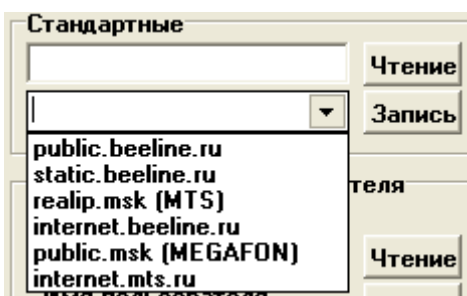 Стандартные
Чтение
Запись
public.beeline.ru
static.beeline.ru
realip.msk (MTS)
internet.beeline.ru
public.msk (MEGAFON)
internet.mts.ru
теля
Чтение